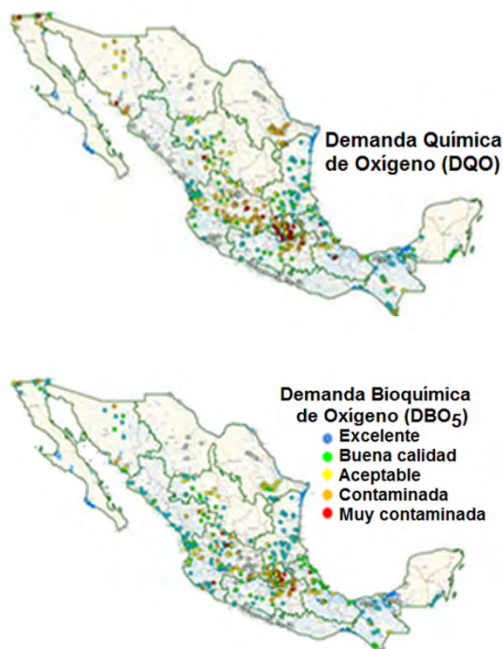 Demanda Química
de Oxígeno (DQO)
Demanda Bioquímica
de Oxígeno (DBO₅)
Excelente
Buena calidad
Aceptable
Contaminada
Muy contaminada